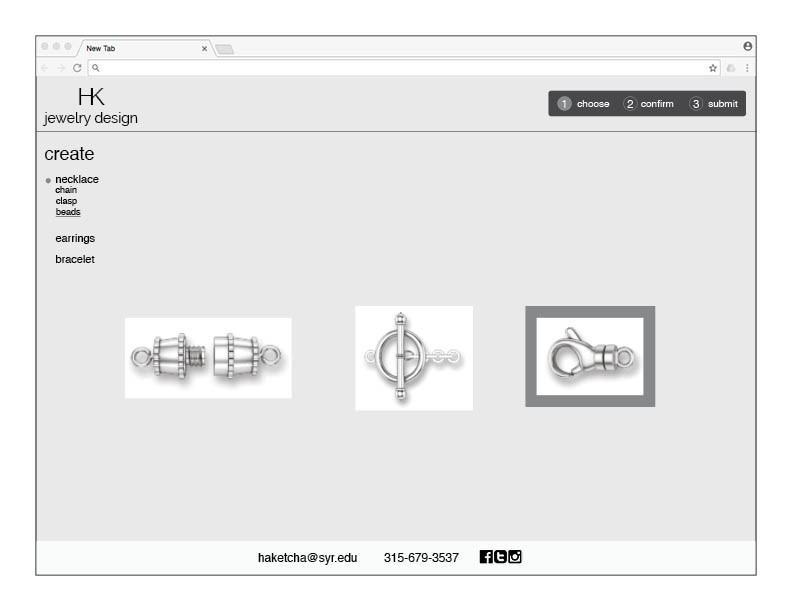 New Tab
HK
jewelry design
1 choose 2 confirm 3 submit
create
necklace
chain
clasp
beads
earrings
bracelet
haketcha@syr.edu 315-679-3537